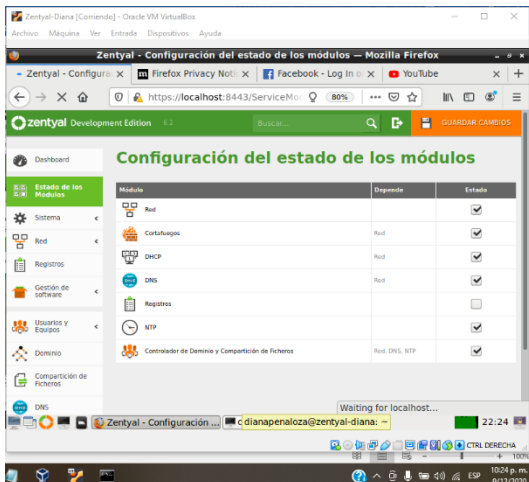 Zentyal-Diana [Corriendo] - Oracle VM VirtualBox
Archivo Máquina Ver Entrada Dispositivos Ayuda
Zentyal - Configuración del estado de los módulos — Mozilla Firefox
Zentyal - Configura Firefox Privacy Noti Facebook - Log In o YouTube
https://localhost:8443/ServiceMo 80%
zentyal Development Edition 6.2 Buscar... GUARDAR CAMBIOS
Dashboard
Estado de los Módulos
Sistema
Red
Registros
Gestión de software
Usuarios y Equipos
Dominio
Compartición de Ficheros
DNS
Configuración del estado de los módulos
Módulo Depende Estado
Red
Cortafuegos Red
DHCP Red
DNS Red
Registros
NTP
Controlador de Dominio y Compartición de Ficheros Red, DNS, NTP
Waiting for localhost...
Zentyal - Configuración ... dianapenaloza@zentyal-diana: ~ 22:24
CTRL DERECHA
100%
ESP 10:24 p. m.
9/12/2020